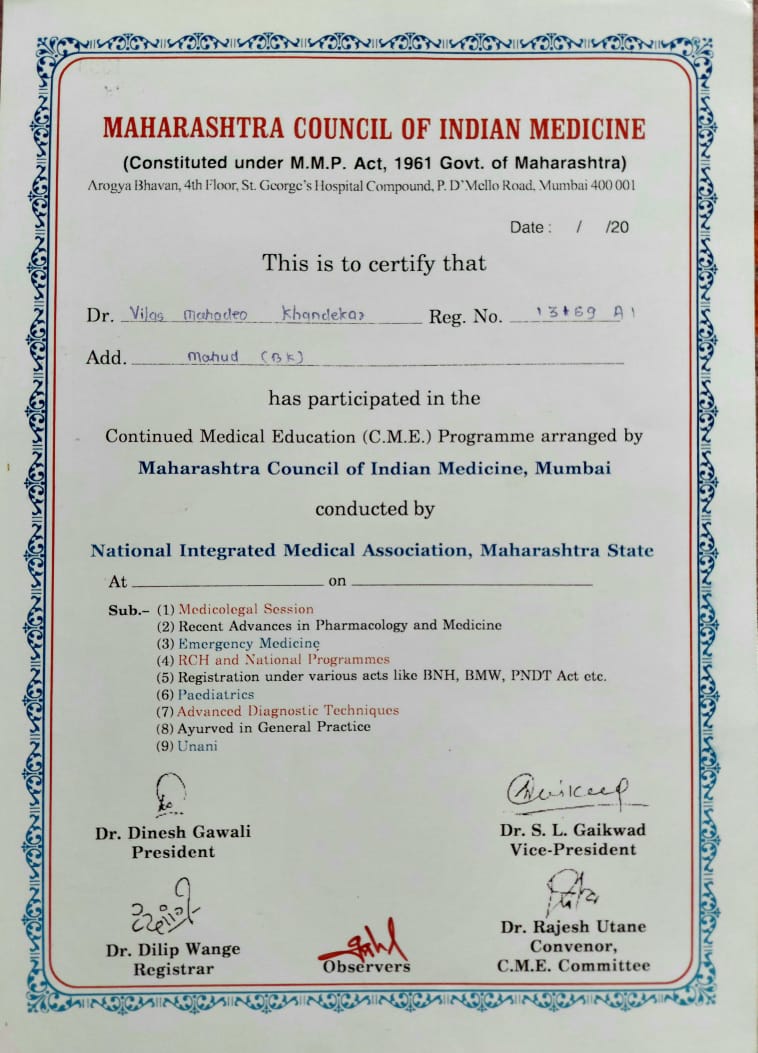 MAHARASHTRA COUNCIL OF INDIAN MEDICINE
(Constituted under M.M.P. Act, 1961 Govt. of Maharashtra)
Arogya Bhavan, 4th Floor, St. George's Hospital Compound, P. D'Mello Road, Mumbai 400 001
Date : / /20
This is to certify that
Dr. Vilas Mahadeo Khandekar Reg. No.
Add. Mahud (BK)
has participated in the
Continued Medical Education (C.M.E.) Programme arranged by
Maharashtra Council of Indian Medicine, Mumbai
conducted by
National Integrated Medical Association, Maharashtra State
At on
Sub.– (1) Medicolegal Session
(2) Recent Advances in Pharmacology and Medicine
(3) Emergency Medicine
(4) RCH and National Programmes
(5) Registration under various acts like BNH, BMW, PNDT Act etc.
(6) Paediatrics
(7) Advanced Diagnostic Techniques
(8) Ayurved in General Practice
(9) Unani
Dr. Dinesh Gawali
President
Dr. S. L. Gaikwad
Vice-President
Dr. Dilip Wange
Registrar
Observers
Dr. Rajesh Utane
Convenor,
C.M.E. Committee